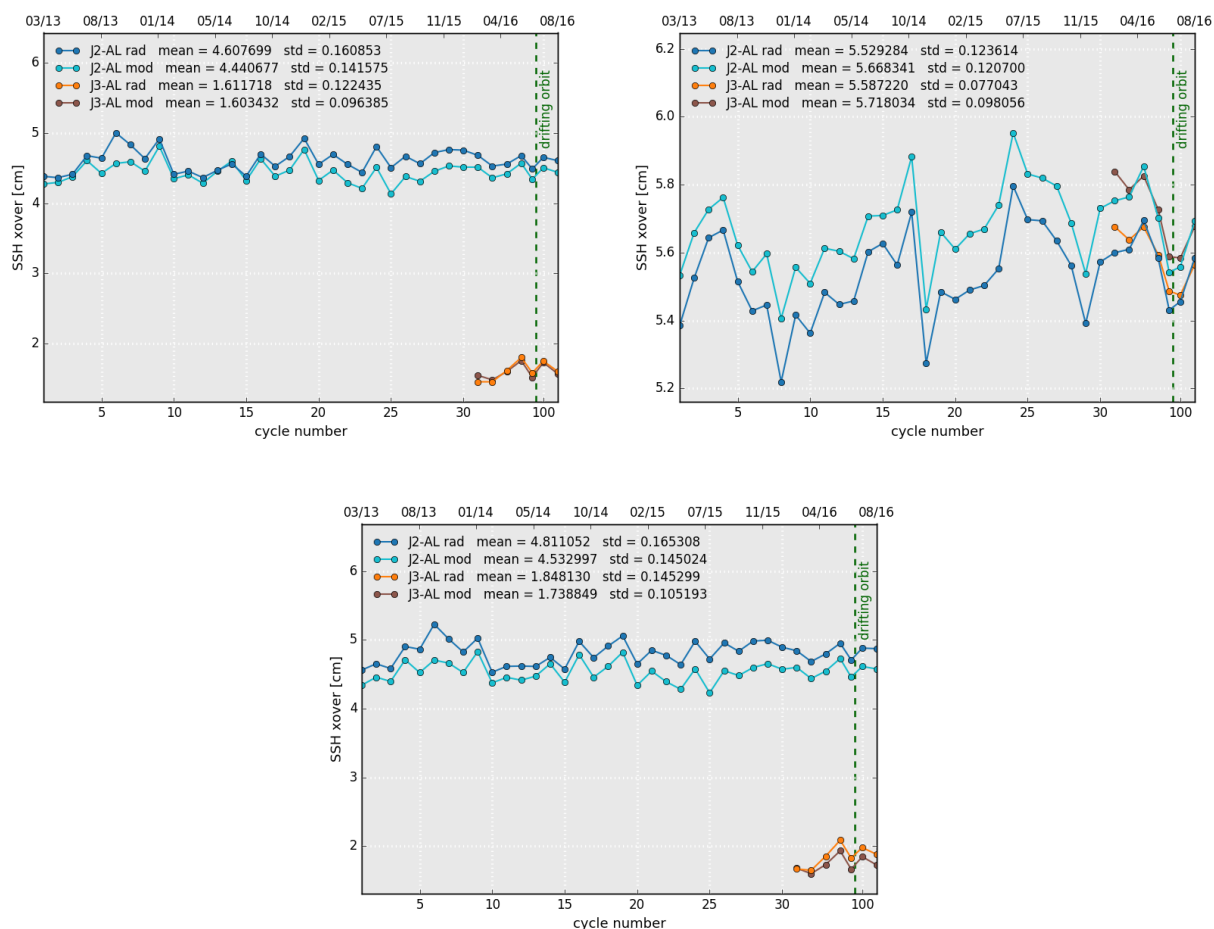 03/13 08/13 01/14 05/14 10/14 02/15 07/15 11/15 04/16 08/16
J2-AL rad mean = 4.607699 std = 0.160853
J2-AL mod mean = 4.440677 std = 0.141575
J3-AL rad mean = 1.611718 std = 0.122435
J3-AL mod mean = 1.603432 std = 0.096385
drifting orbit
SSH xover [cm]
6
5
4
3
2
5 10 15 20 25 30 100
cycle number
03/13 08/13 01/14 05/14 10/14 02/15 07/15 11/15 04/16 08/16
J2-AL rad mean = 5.529284 std = 0.123614
J2-AL mod mean = 5.668341 std = 0.120700
J3-AL rad mean = 5.587220 std = 0.077043
J3-AL mod mean = 5.718034 std = 0.098056
drifting orbit
SSH xover [cm]
6.2
6.0
5.8
5.6
5.4
5.2
5 10 15 20 25 30 100
cycle number
03/13 08/13 01/14 05/14 10/14 02/15 07/15 11/15 04/16 08/16
J2-AL rad mean = 4.811052 std = 0.165308
J2-AL mod mean = 4.532997 std = 0.145024
J3-AL rad mean = 1.848130 std = 0.145299
J3-AL mod mean = 1.738849 std = 0.105193
drifting orbit
SSH xover [cm]
6
5
4
3
2
5 10 15 20 25 30 100
cycle number